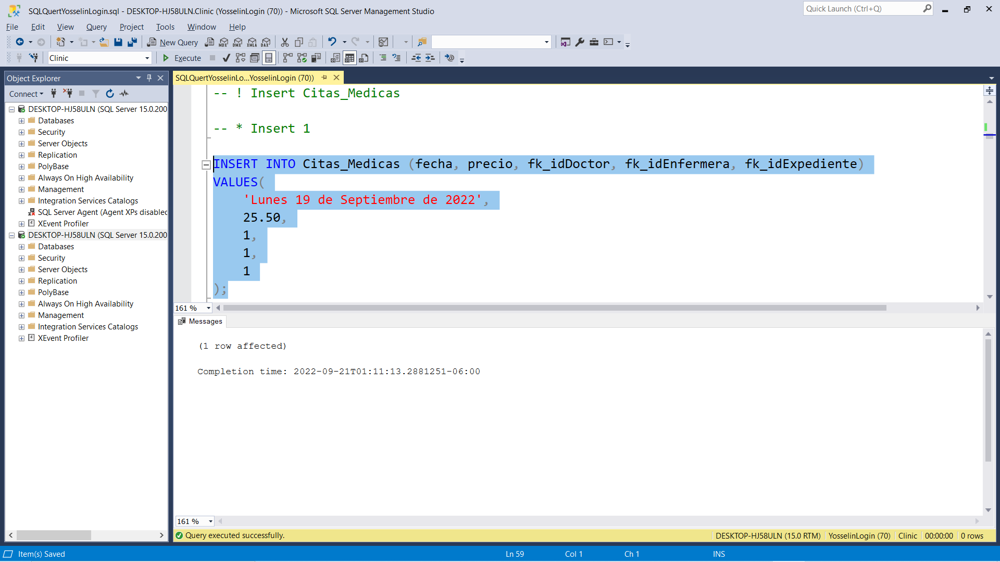 SQLQuertYosselinLogin.sql - DESKTOP-HJ58ULN.Clinic (YosselinLogin (70)) - Microsoft SQL Server Management Studio
Quick Launch (Ctrl+Q)
File Edit View Query Project Tools Window Help
New Query MDX DMX XMLA DAX
Clinic Execute
Object Explorer
SQLQuertYosselinLo...YosselinLogin (70))
Connect
DESKTOP-HJ58ULN (SQL Server 15.0.200
Databases
Security
Server Objects
Replication
PolyBase
Always On High Availability
Management
Integration Services Catalogs
SQL Server Agent (Agent XPs disabled
XEvent Profiler
DESKTOP-HJ58ULN (SQL Server 15.0.200
Databases
Security
Server Objects
Replication
PolyBase
Always On High Availability
Management
Integration Services Catalogs
XEvent Profiler
-- ! Insert Citas_Medicas
-- * Insert 1
INSERT INTO Citas_Medicas (fecha, precio, fk_idDoctor, fk_idEnfermera, fk_idExpediente)
VALUES(
'Lunes 19 de Septiembre de 2022',
25.50,
1,
1,
1
);
161 %
Messages
(1 row affected)
Completion time: 2022-09-21T01:11:13.2881251-06:00
161 %
Query executed successfully. DESKTOP-HJ58ULN (15.0 RTM) YosselinLogin (70) Clinic 00:00:00 0 rows
Item(s) Saved Ln 59 Col 1 Ch 1 INS